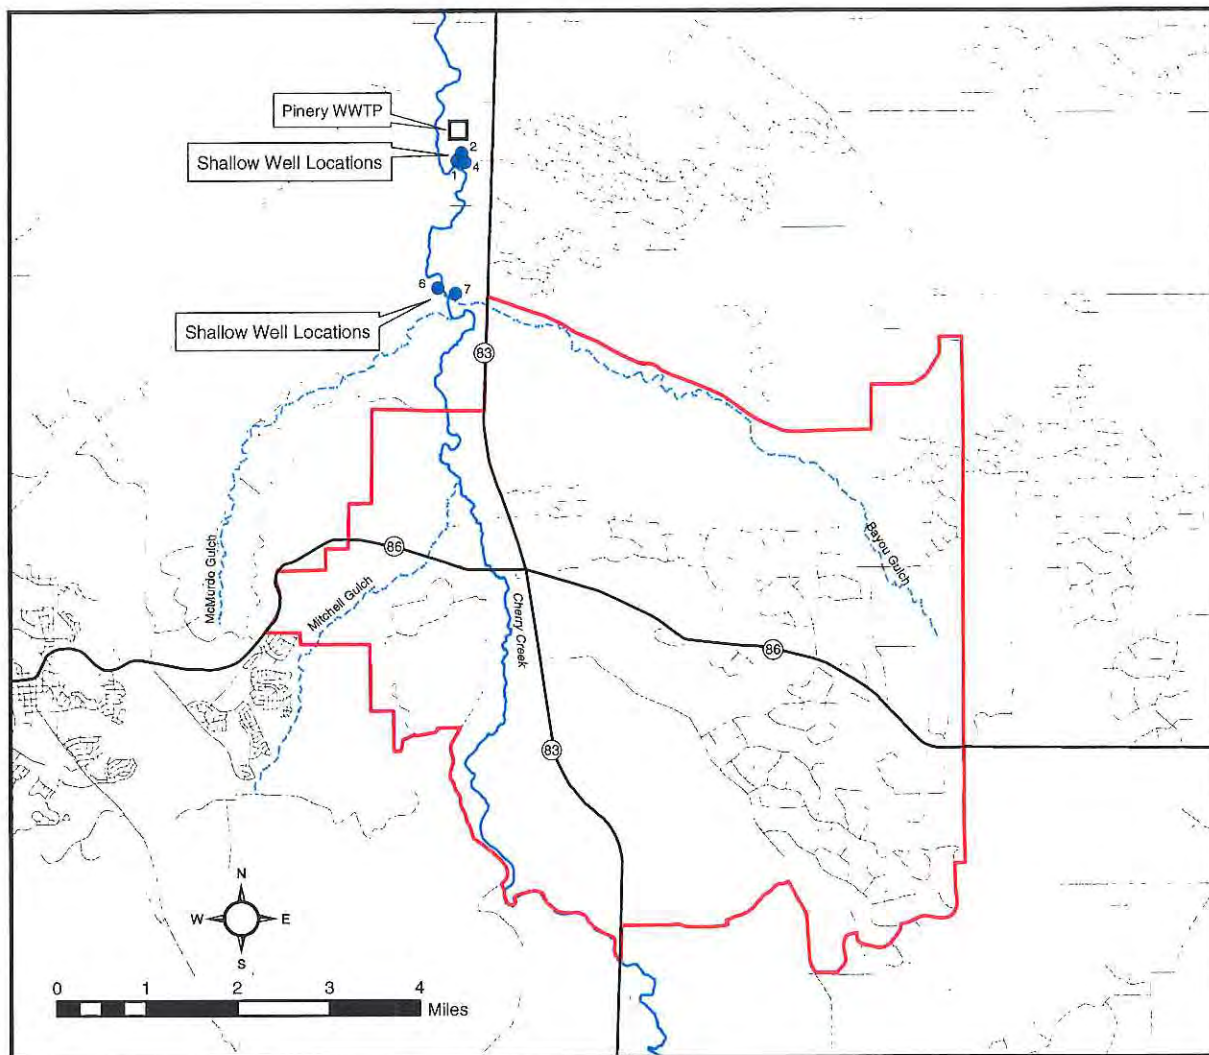 Pinery WWTP
2
Shallow Well Locations
1
4
6
7
Shallow Well Locations
83
McMurdo Gulch
86
Mitchell Gulch
Cherry Creek
Bayou Gulch
86
83
N
W
E
S
0 1 2 3 4
Miles